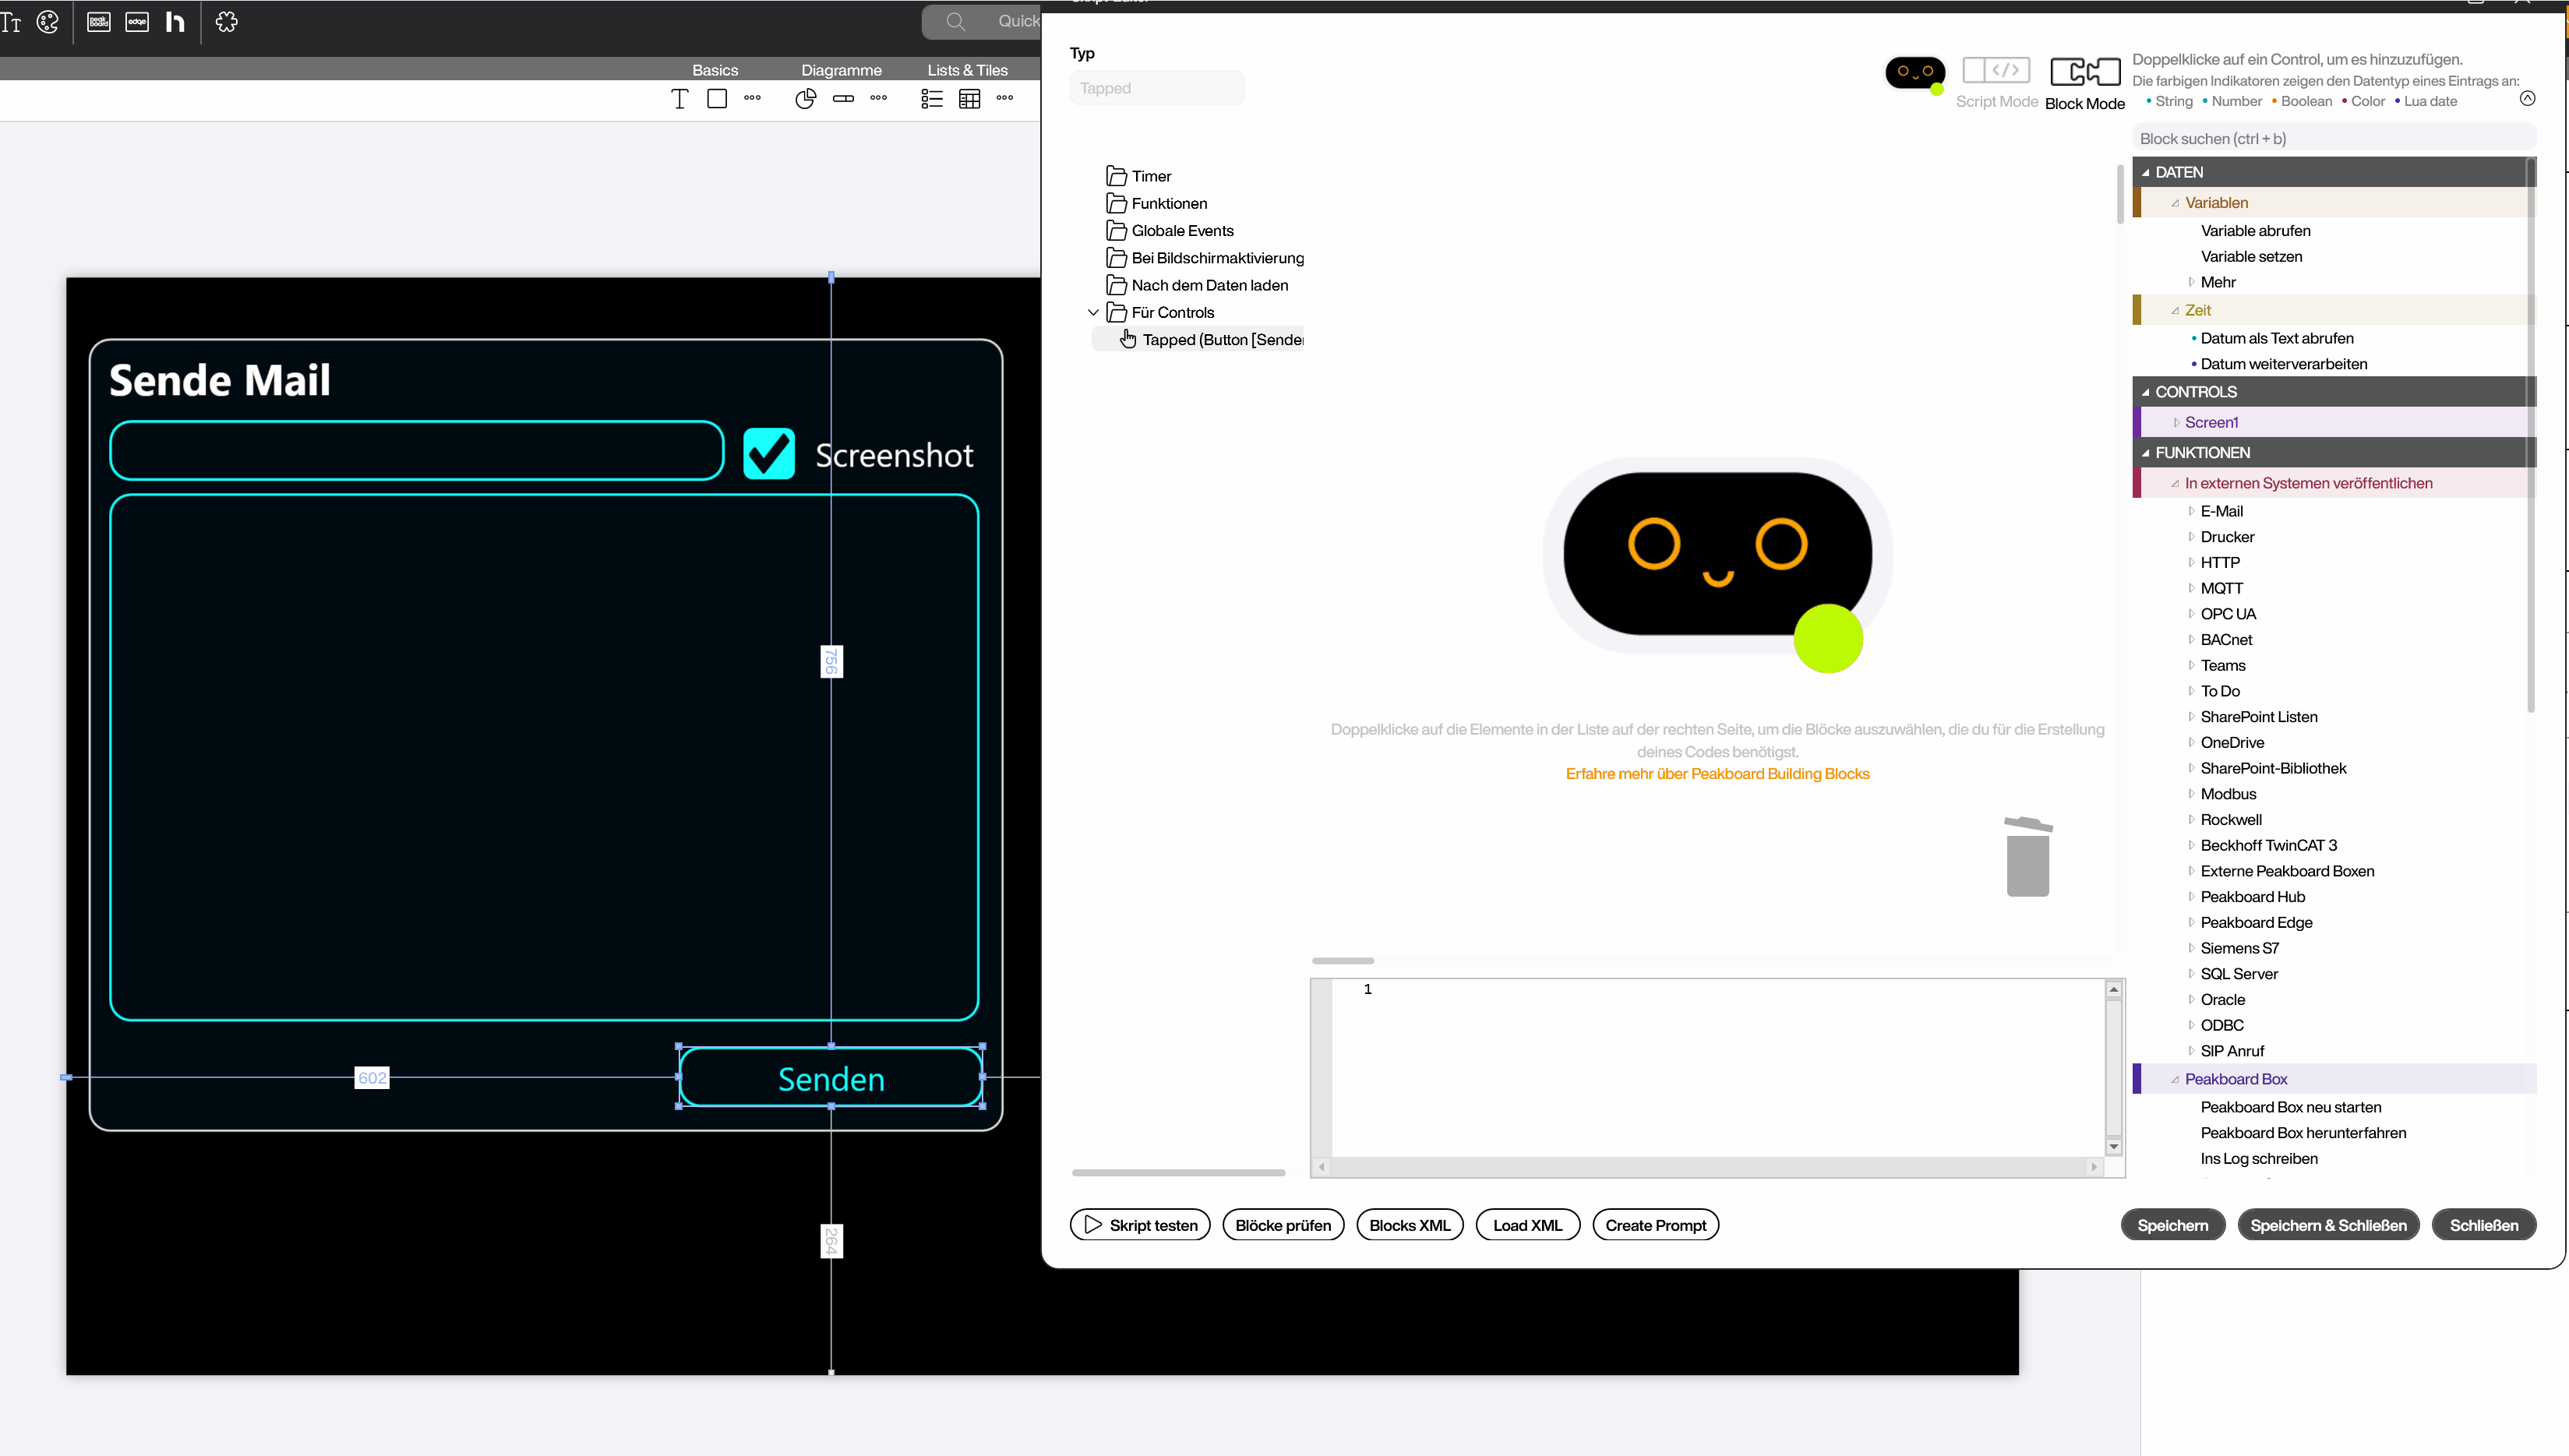 Tt
peak board
edge
h
Quick
Basics
Diagramme
Lists & Tiles
T
Sende Mail
Screenshot
756
602
Senden
264
Typ
Tapped
Script Mode
Block Mode
Doppelklicke auf ein Control, um es hinzuzufügen.
Die farbigen Indikatoren zeigen den Datentyp eines Eintrags an:
• String • Number • Boolean • Color • Lua date
Block suchen (ctrl + b)
Timer
Funktionen
Globale Events
Bei Bildschirmaktivierung
Nach dem Daten laden
Für Controls
Tapped (Button [Sender
Doppelklicke auf die Elemente in der Liste auf der rechten Seite, um die Blöcke auszuwählen, die du für die Erstellung
deines Codes benötigst.
Erfahre mehr über Peakboard Building Blocks
1
DATEN
Variablen
Variable abrufen
Variable setzen
Mehr
Zeit
• Datum als Text abrufen
• Datum weiterverarbeiten
CONTROLS
Screen1
FUNKTIONEN
In externen Systemen veröffentlichen
E-Mail
Drucker
HTTP
MQTT
OPC UA
BACnet
Teams
To Do
SharePoint Listen
OneDrive
SharePoint-Bibliothek
Modbus
Rockwell
Beckhoff TwinCAT 3
Externe Peakboard Boxen
Peakboard Hub
Peakboard Edge
Siemens S7
SQL Server
Oracle
ODBC
SIP Anruf
Peakboard Box
Peakboard Box neu starten
Peakboard Box herunterfahren
Ins Log schreiben
Skript testen
Blöcke prüfen
Blocks XML
Load XML
Create Prompt
Speichern
Speichern & Schließen
Schließen